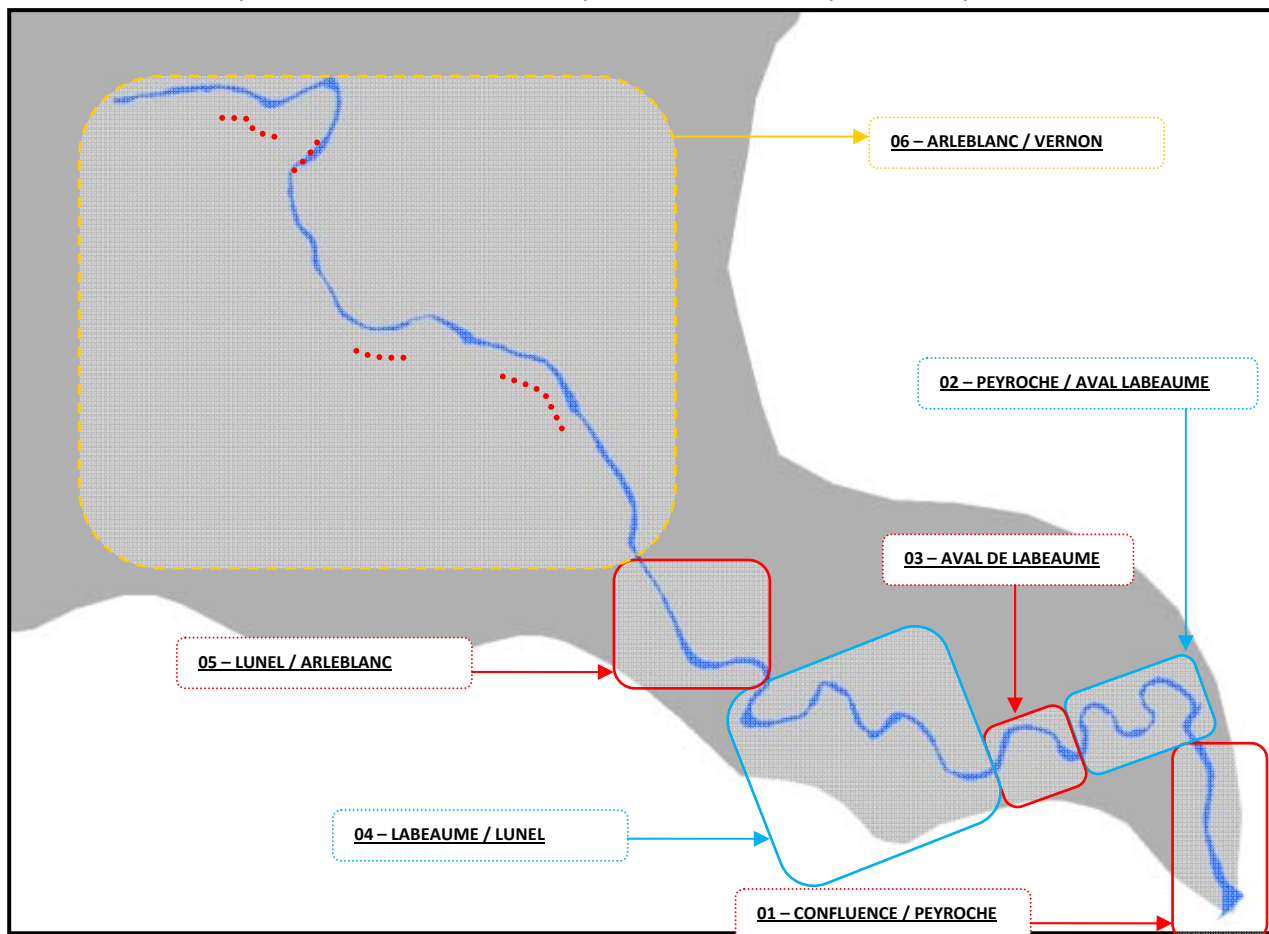 06 – ARLEBLANC / VERNON
02 – PEYROCHE / AVAL LABEAUME
03 – AVAL DE LABEAUME
05 – LUNEL / ARLEBLANC
04 – LABEAUME / LUNEL
01 – CONFLUENCE / PEYROCHE